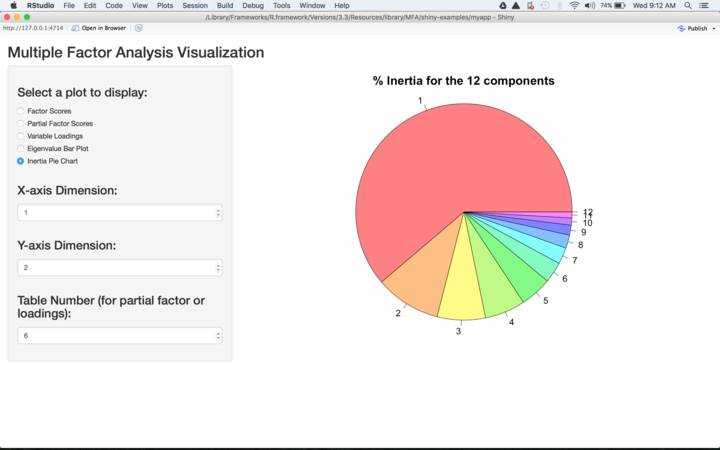 RStudio File Edit Code View Plots Session Build Debug Tools Window Help 74% Wed 9:12 AM
/Library/Frameworks/R.framework/Versions/3.3/Resources/library/MFA/shiny-examples/myapp - Shiny
http://127.0.0.1:4714 Open in Browser Publish
Multiple Factor Analysis Visualization
Select a plot to display:
Factor Scores
Partial Factor Scores
Variable Loadings
Eigenvalue Bar Plot
Inertia Pie Chart
X-axis Dimension:
1
Y-axis Dimension:
2
Table Number (for partial factor or
loadings):
6
% Inertia for the 12 components
1
2
3
4
5
6
7
8
9
10
12